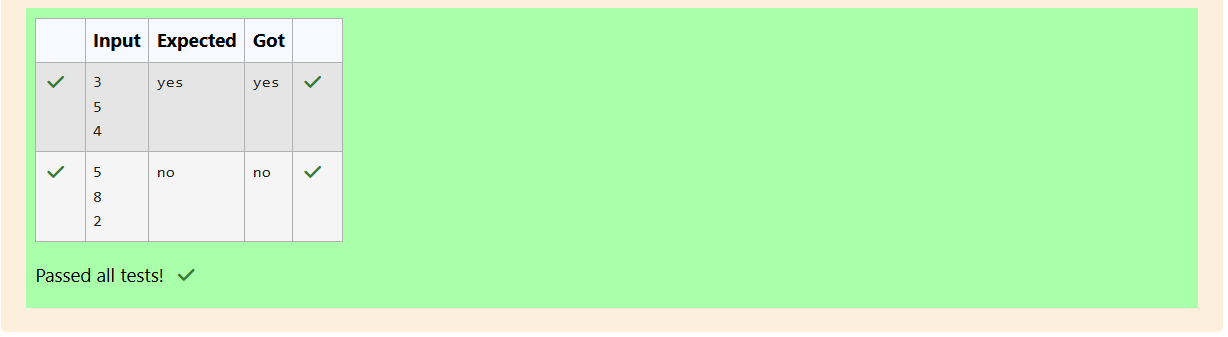 Input Expected Got
3 yes yes
5
4
5 no no
8
2
Passed all tests!